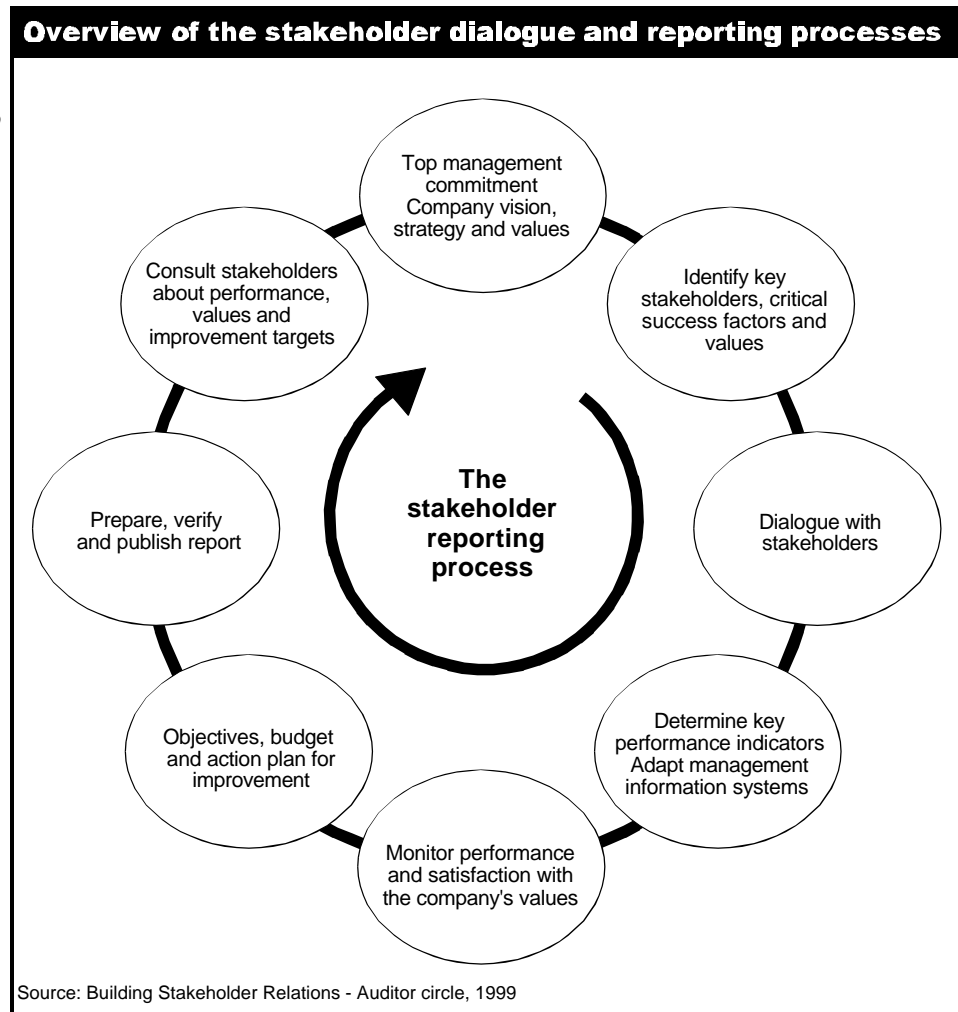 Overview of the stakeholder dialogue and reporting processes
Top management
commitment
Company vision,
strategy and values
Identify key
stakeholders, critical
success factors and
values
Dialogue with
stakeholders
Determine key
performance indicators
Adapt management
information systems
Monitor performance
and satisfaction with
the company's values
Objectives, budget
and action plan for
improvement
Prepare, verify
and publish report
Consult stakeholders
about performance,
values and
improvement targets
The
stakeholder
reporting
process
Source: Building Stakeholder Relations - Auditor circle, 1999